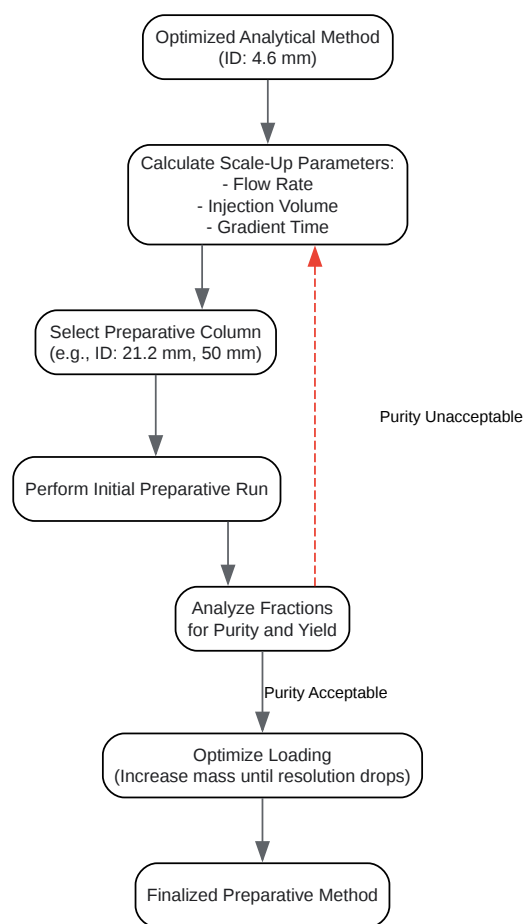 Optimized Analytical Method
(ID: 4.6 mm)
Calculate Scale-Up Parameters:
- Flow Rate
- Injection Volume
- Gradient Time
Select Preparative Column
(e.g., ID: 21.2 mm, 50 mm)
Purity Unacceptable
Perform Initial Preparative Run
Analyze Fractions
for Purity and Yield
Purity Acceptable
Optimize Loading
(Increase mass until resolution drops)
Finalized Preparative Method